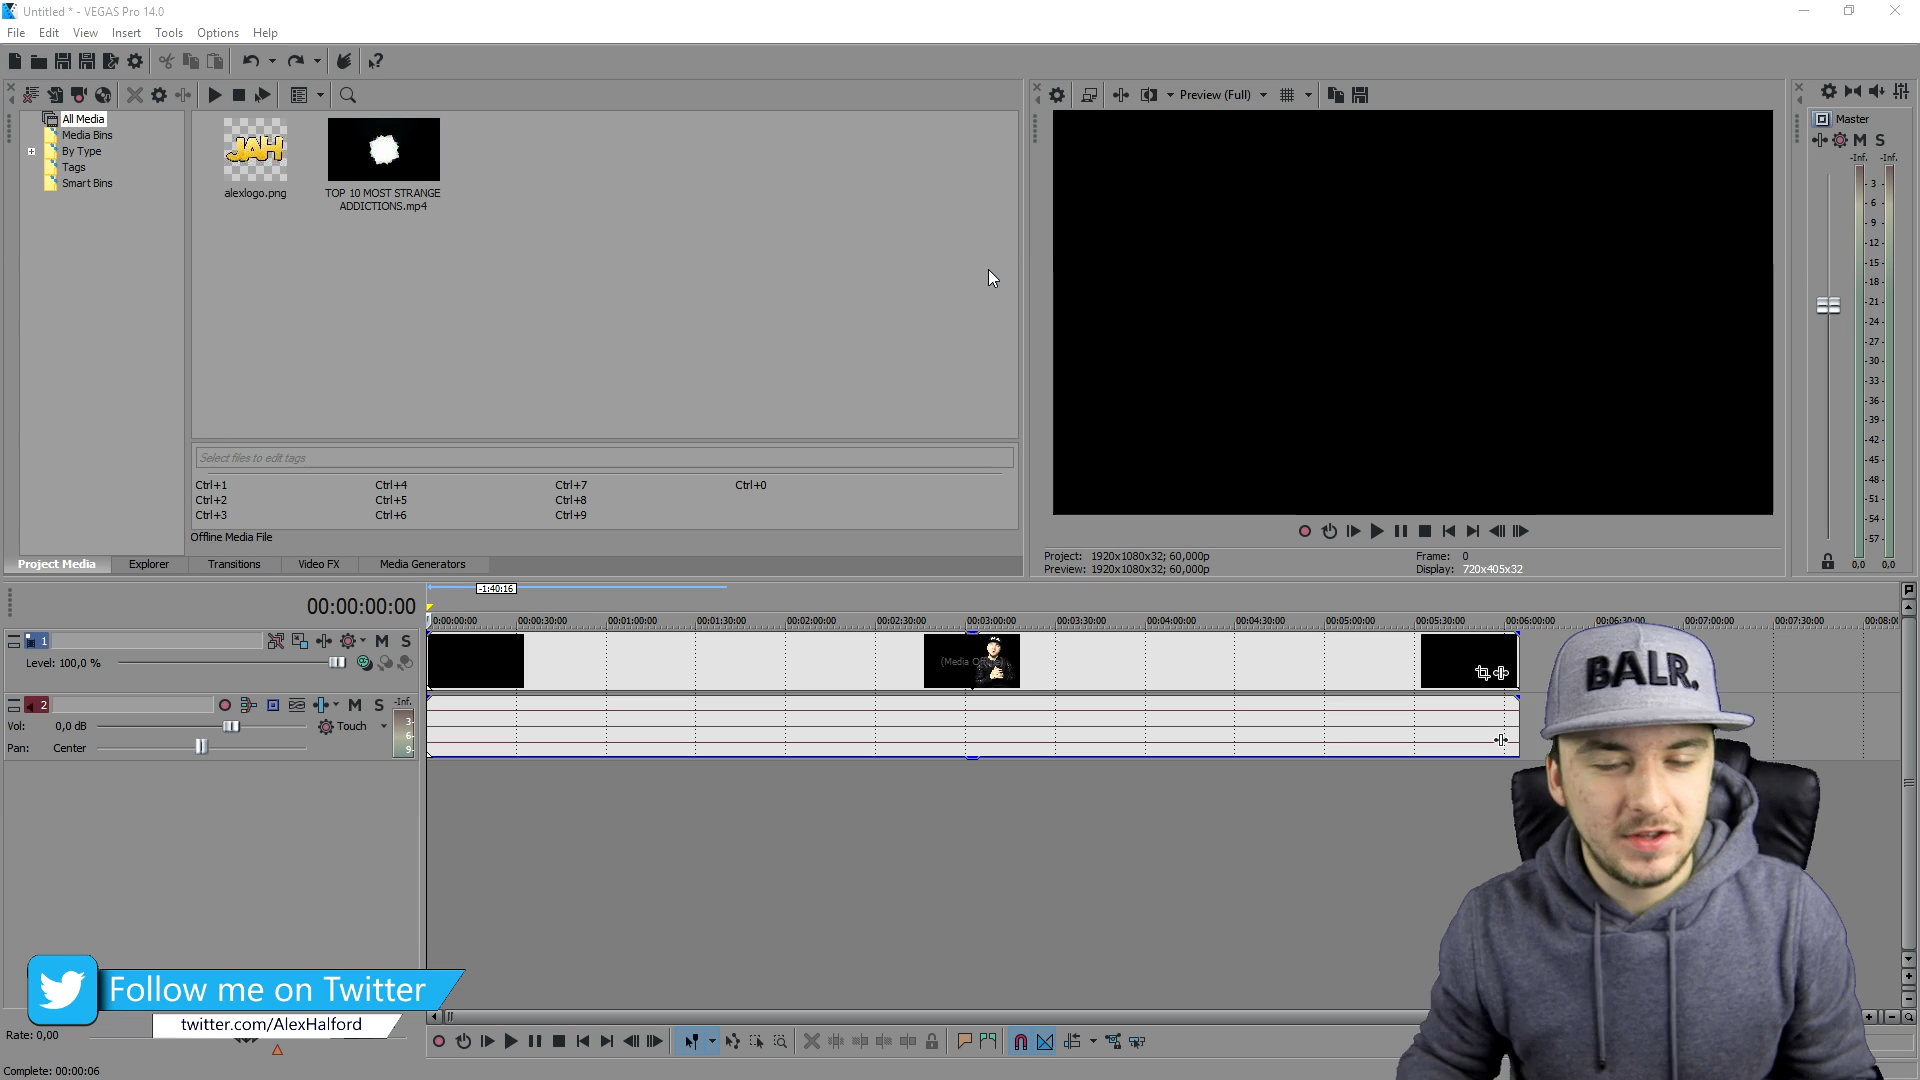 Untitled * - VEGAS Pro 14.0
File Edit View Insert Tools Options Help
Preview (Full)
All Media
Media Bins
By Type
Tags
Smart Bins
JAH
alexlogo.png
TOP 10 MOST STRANGE
ADDICTIONS.mp4
Master
M S
-Inf. -Inf.
3
6
9
12
15
18
21
24
27
30
33
36
39
42
45
48
51
54
57
0,0 0,0
Select files to edit tags
Ctrl+1 Ctrl+4 Ctrl+7 Ctrl+0
Ctrl+2 Ctrl+5 Ctrl+8
Ctrl+3 Ctrl+6 Ctrl+9
Offline Media File
Project Media Explorer Transitions Video FX Media Generators
Project: 1920x1080x32; 60,000p Frame: 0
Preview: 1920x1080x32; 60,000p Display: 720x405x32
-1:40:16
00:00:00:00
0:00:00:00 00:00:30:00 00:01:00:00 00:01:30:00 00:02:00:00 00:02:30:00 00:03:00:00 00:03:30:00 00:04:00:00 00:04:30:00 00:05:00:00 00:05:30:00 00:06:00:00 00:06:30:00 00:07:00:00 00:07:30:00 00:08:0
1 M S
Level: 100,0 %
2 M S -Inf.
Vol: 0,0 dB Touch 3
6
Pan: Center 9
BALR.
Follow me on Twitter
twitter.com/AlexHalford
Rate: 0,00
Complete: 00:00:06